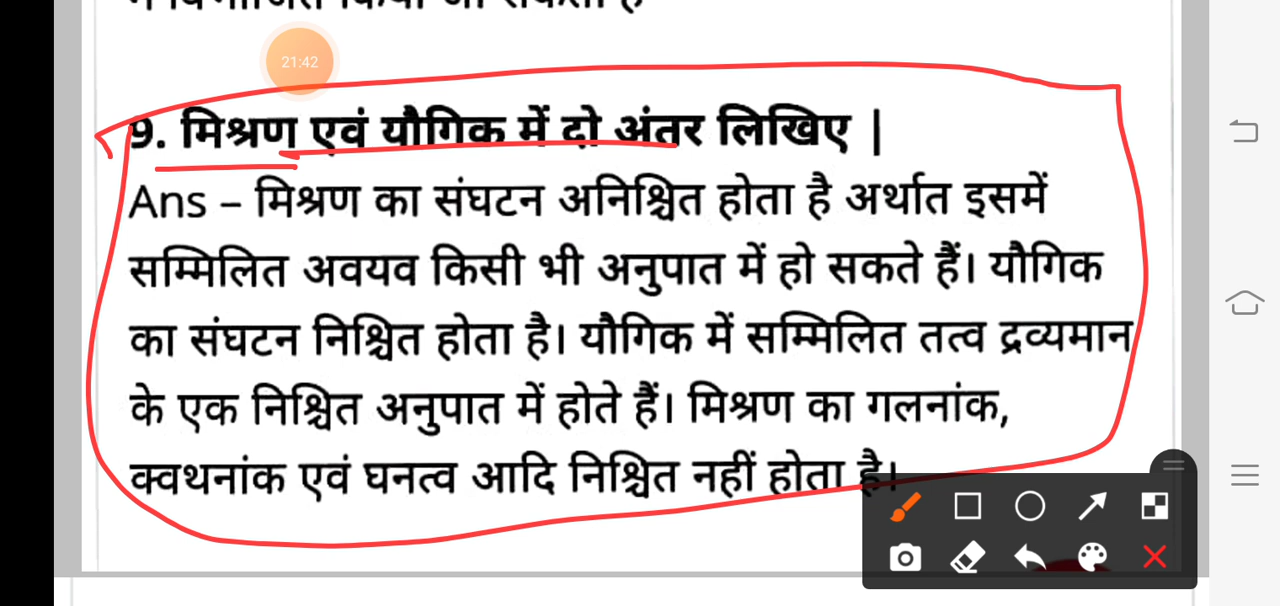 21:42
9. मिश्रण एवं यौगिक में दो अंतर लिखिए |
Ans – मिश्रण का संघटन अनिश्चित होता है अर्थात इसमें
सम्मिलित अवयव किसी भी अनुपात में हो सकते हैं। यौगिक
का संघटन निश्चित होता है। यौगिक में सम्मिलित तत्व द्रव्यमान
के एक निश्चित अनुपात में होते हैं। मिश्रण का गलनांक,
क्वथनांक एवं घनत्व आदि निश्चित नहीं होता है।